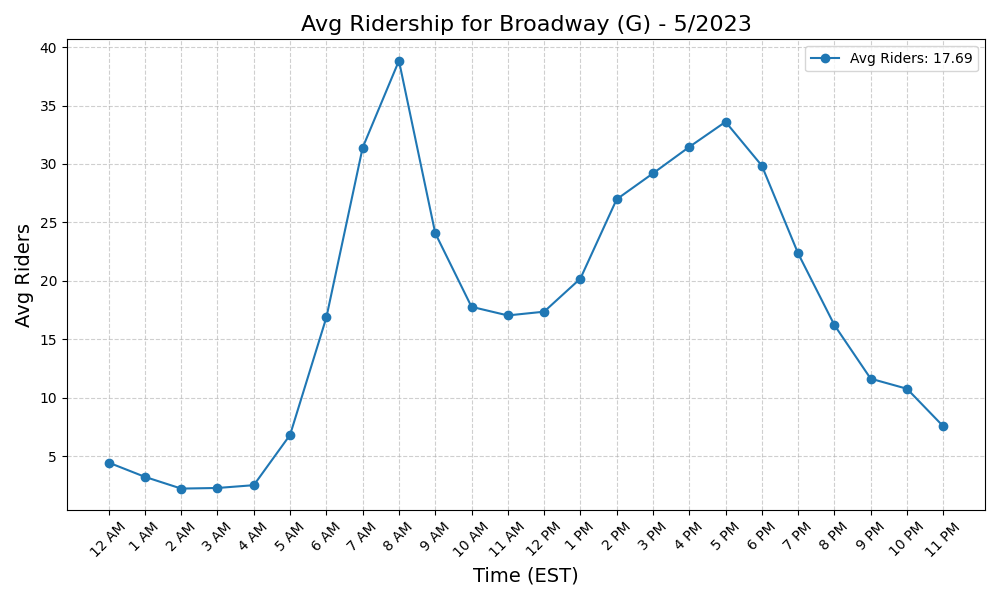 Avg Ridership for Broadway (G) - 5/2023
Avg Riders: 17.69
Avg Riders
40
35
30
25
20
15
10
5
12 AM
1 AM
2 AM
3 AM
4 AM
5 AM
6 AM
7 AM
8 AM
9 AM
10 AM
11 AM
12 PM
1 PM
2 PM
3 PM
4 PM
5 PM
6 PM
7 PM
8 PM
9 PM
10 PM
11 PM
Time (EST)